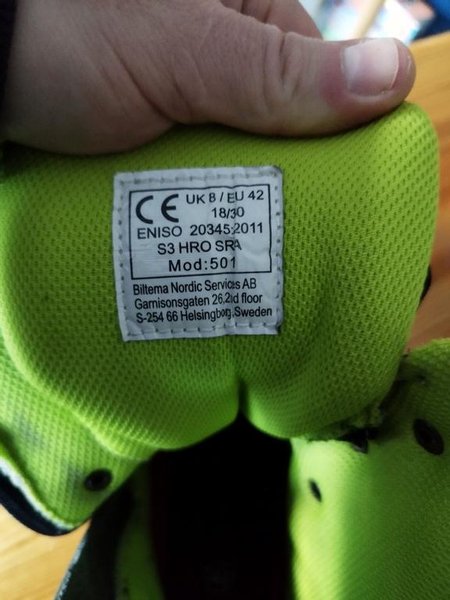 CE UK 8 / EU 42
18/30
ENISO 20345:2011
S3 HRO SRA
Mod:501
Biltema Nordic Services AB
Garnisonsgaten 26,2nd floor
S-254 66 Helsingborg,Sweden